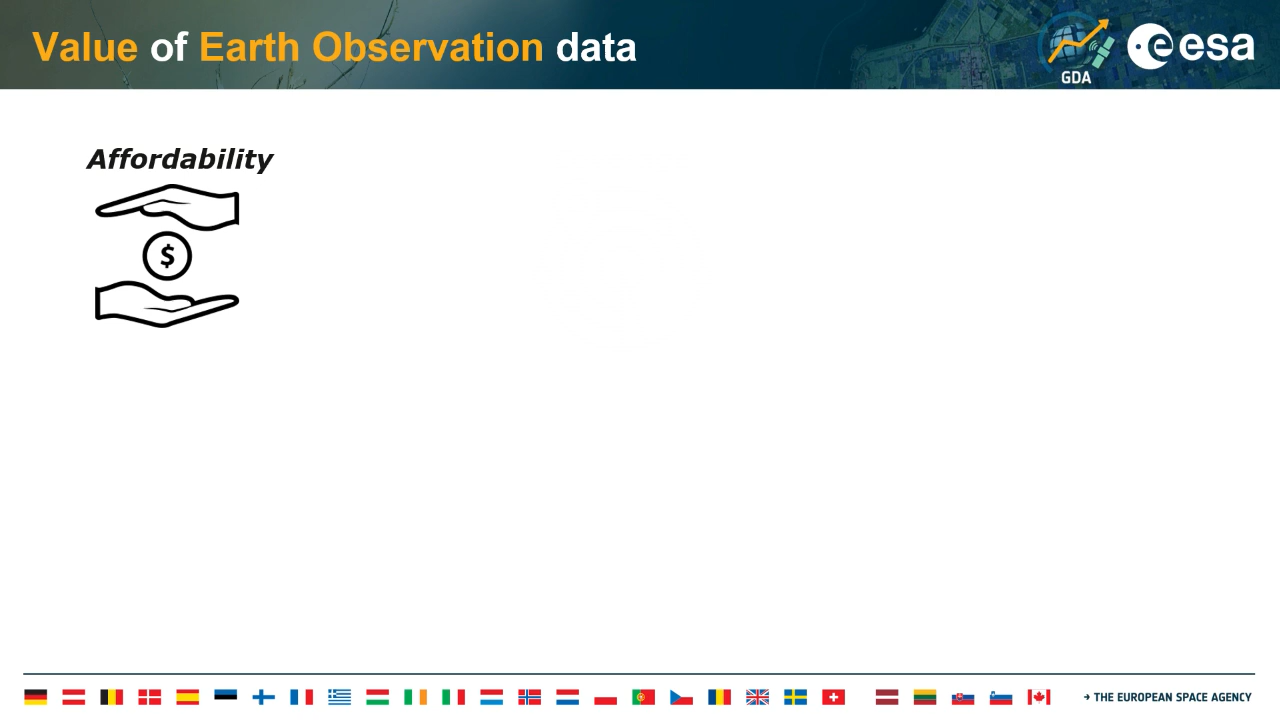 Value of Earth Observation data
GDA
esa
Affordability
$
→ THE EUROPEAN SPACE AGENCY